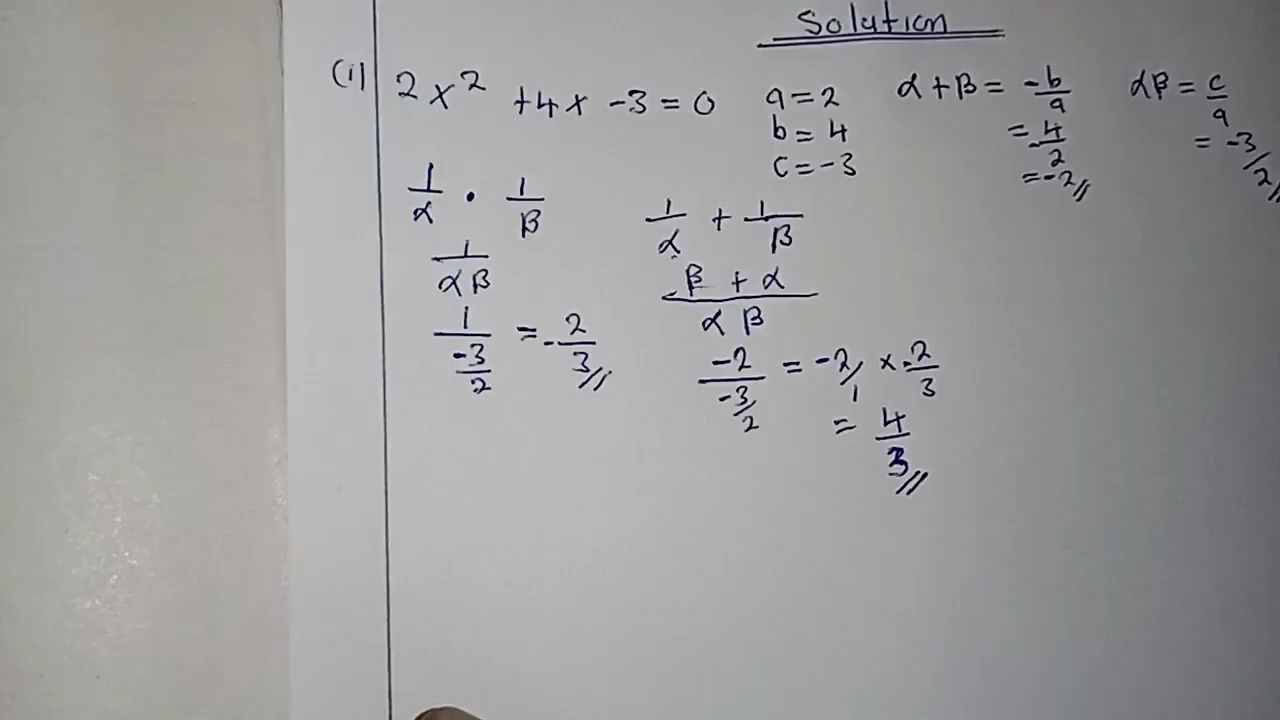 Solution
(i) 2x² + 4x - 3 = 0
a = 2
b = 4
c = -3
α + β = -b/a
= -4/2
= -2//
αβ = c/a
= -3/2//
1/α · 1/β
1/αβ
1/(-3/2) = -2/3//
1/α + 1/β
(β + α)/(αβ)
-2/(-3/2) = -2/1 × -2/3
= 4/3//